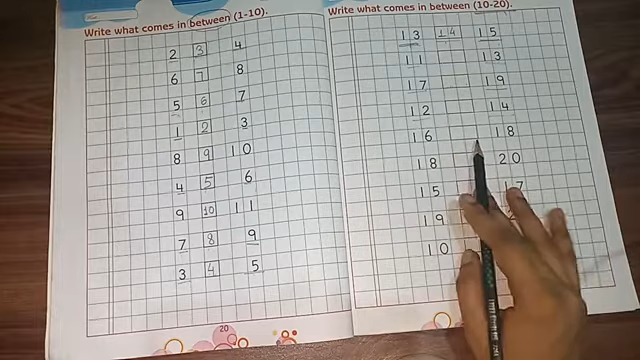 Write what comes in between (1-10).
2 3 4
6 7 8
5 6 7
1 2 3
8 9 10
4 5 6
9 10 11
7 8 9
3 4 5
20
Write what comes in between (10-20).
13 14 15
11 13
17 19
12 14
16 18
18 20
15 17
19
10